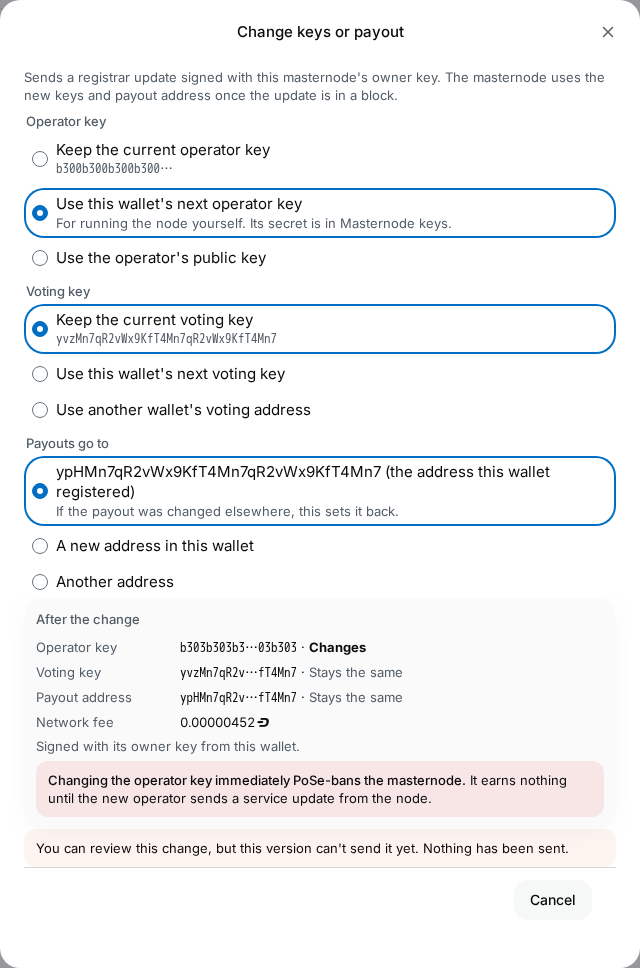 Change keys or payout
Sends a registrar update signed with this masternode's owner key. The masternode uses the
new keys and payout address once the update is in a block.
Operator key
Keep the current operator key
b300b300b300b300···
Use this wallet's next operator key
For running the node yourself. Its secret is in Masternode keys.
Use the operator's public key
Voting key
Keep the current voting key
yvzMn7qR2vWx9KfT4Mn7qR2vWx9KfT4Mn7
Use this wallet's next voting key
Use another wallet's voting address
Payouts go to
ypHMn7qR2vWx9KfT4Mn7qR2vWx9KfT4Mn7 (the address this wallet
registered)
If the payout was changed elsewhere, this sets it back.
A new address in this wallet
Another address
After the change
Operator key b303b303b3···03b303 · Changes
Voting key yvzMn7qR2v···fT4Mn7 · Stays the same
Payout address ypHMn7qR2v···fT4Mn7 · Stays the same
Network fee 0.00000452
Signed with its owner key from this wallet.
Changing the operator key immediately PoSe-bans the masternode. It earns nothing
until the new operator sends a service update from the node.
You can review this change, but this version can't send it yet. Nothing has been sent.
Cancel